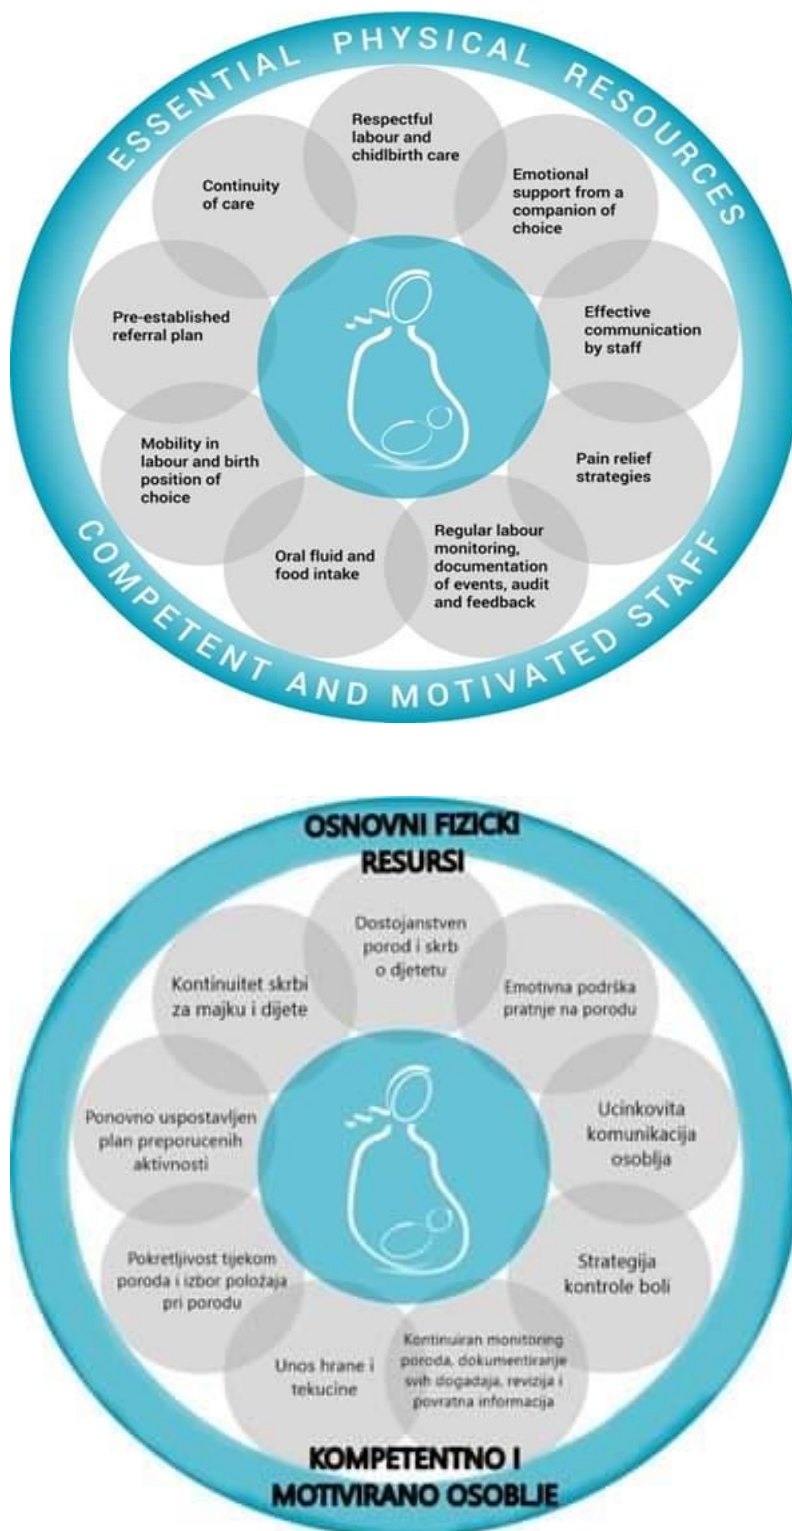 ESSENTIAL PHYSICAL RESOURCES
Respectful
labour and
chidlbirth care
Emotional
support from a
companion of
choice
Effective
communication
by staff
Pain relief
strategies
Regular labour
monitoring,
documentation
of events, audit
and feedback
Oral fluid and
food intake
Mobility in
labour and birth
position of
choice
Pre-established
referral plan
Continuity
of care
COMPETENT AND MOTIVATED STAFF
OSNOVNI FIZICKI
RESURSI
Dostojanstven
porod i skrb
o djetetu
Emotivna podrška
pratnje na porodu
Ucinkovita
komunikacija
osoblja
Strategija
kontrole boli
Kontinuiran monitoring
poroda, dokumentiranje
svih dogadaja, revizija i
povratna informacija
Unos hrane i
tekucine
Pokretljivost tijekom
poroda i izbor položaja
pri porodu
Ponovno uspostavljen
plan preporucenih
aktivnosti
Kontinuitet skrbi
za majku i dijete
KOMPETENTNO I
MOTIVIRANO OSOBLJE